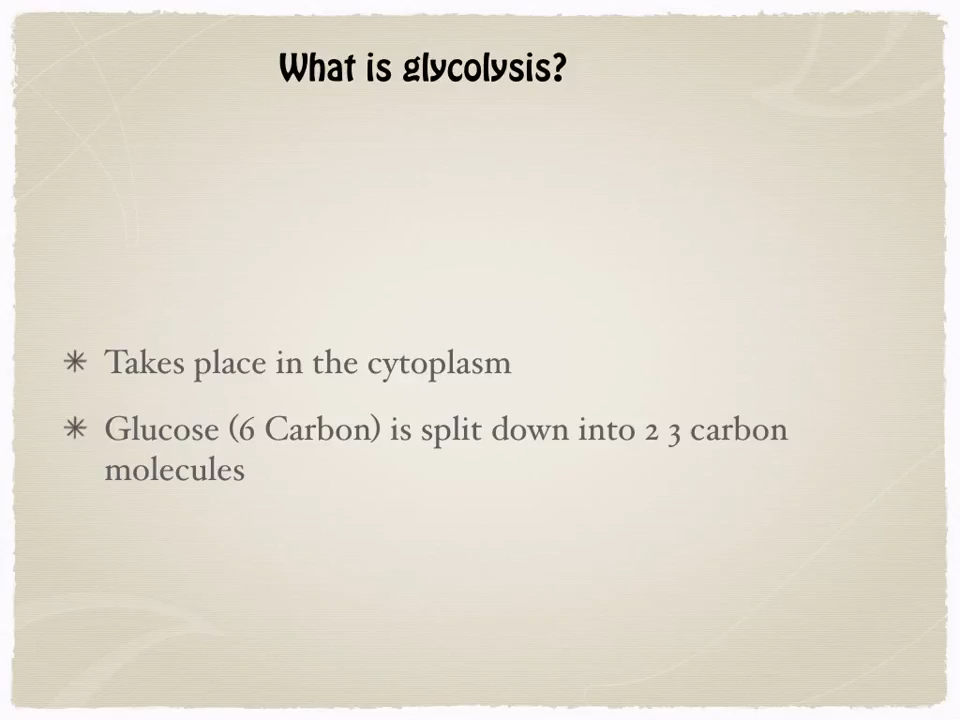 What is glycolysis?
✳ Takes place in the cytoplasm
✳ Glucose (6 Carbon) is split down into 2 3 carbon
molecules